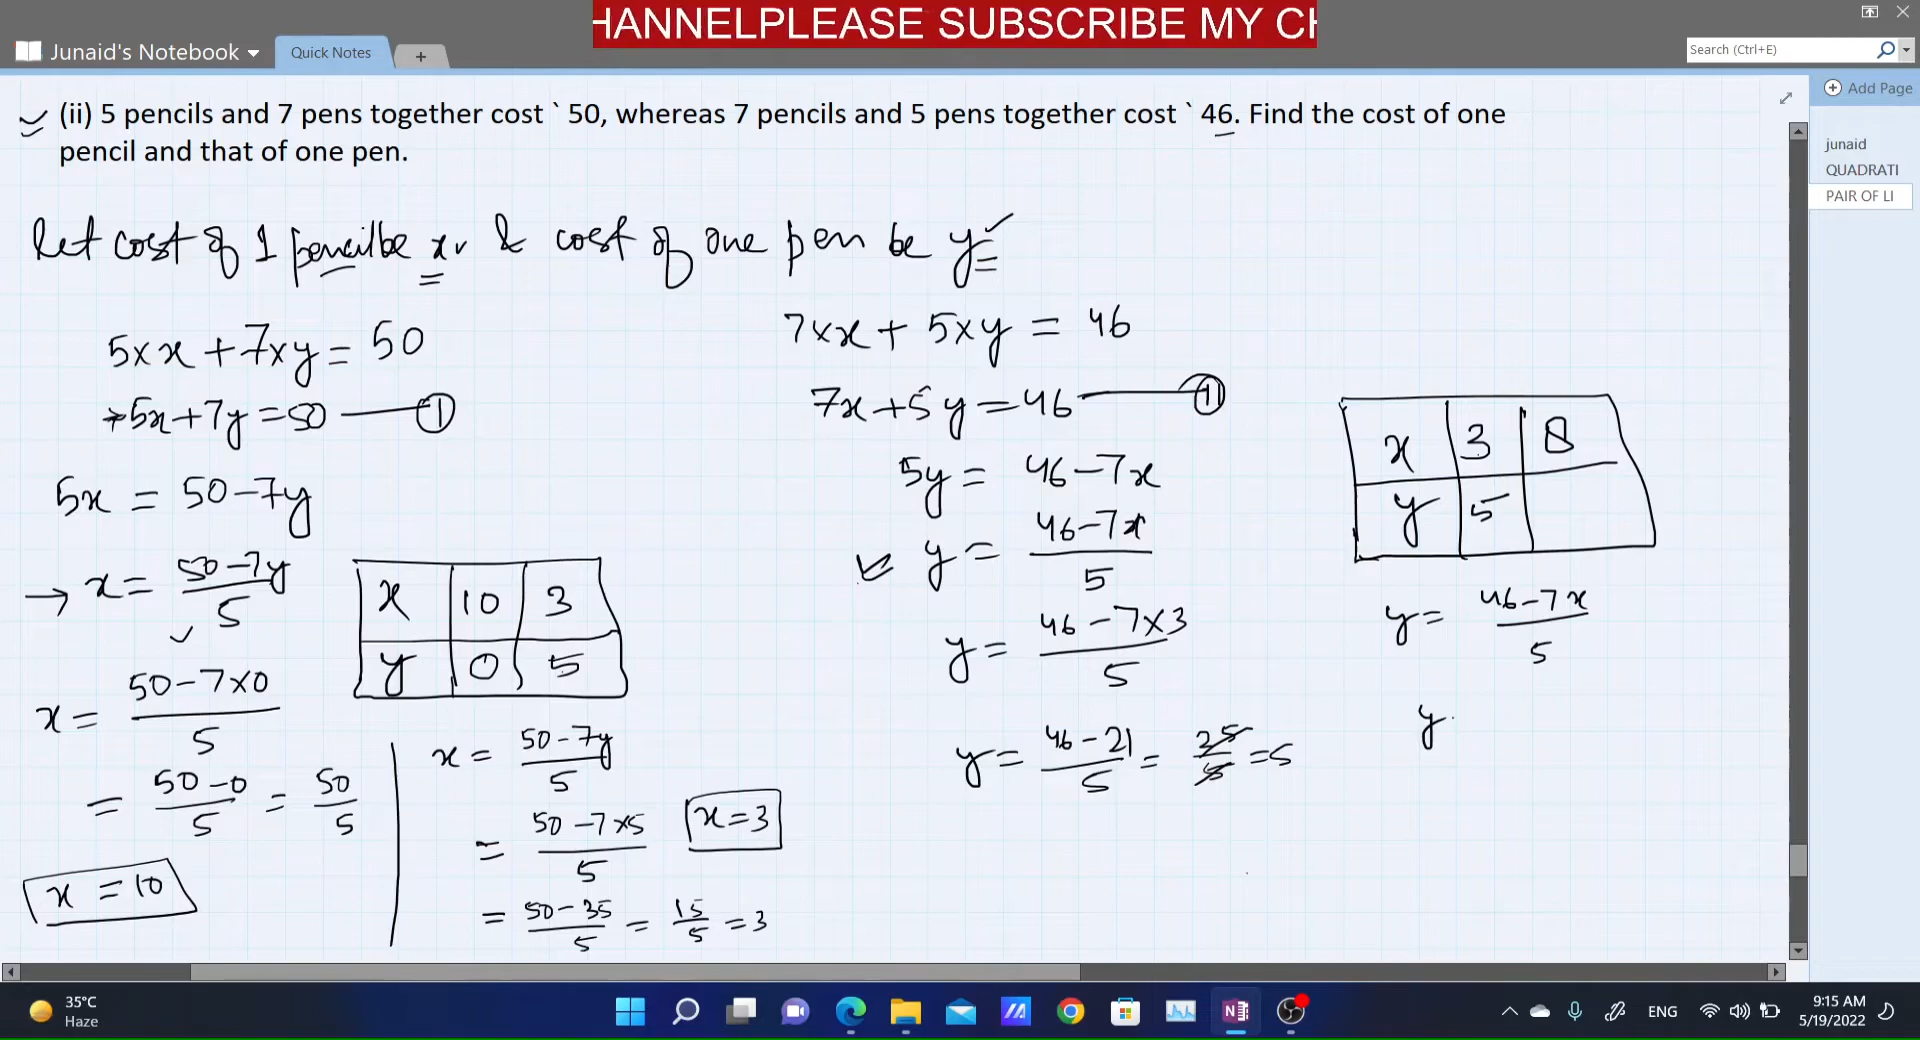 HANNELPLEASE SUBSCRIBE MY CH
Junaid's Notebook
Quick Notes
+
Search (Ctrl+E)
Add Page
junaid
QUADRATI
PAIR OF LI
(ii) 5 pencils and 7 pens together cost ` 50, whereas 7 pencils and 5 pens together cost ` 46. Find the cost of one
pencil and that of one pen.
Let cost of 1 pencil be x & cost of one pen be y
5×x + 7×y = 50
5x + 7y = 50 — ①
5x = 50 - 7y
→ x = (50 - 7y)/5
x = (50 - 7×0)/5
= (50 - 0)/5 = 50/5
x = 10
x 10 3
y 0 5
x = (50 - 7y)/5
= (50 - 7×5)/5
x = 3
= (50 - 35)/5 = 15/5 = 3
7×x + 5×y = 46
7x + 5y = 46 — ⑪
5y = 46 - 7x
y = (46 - 7x)/5
y = (46 - 7×3)/5
y = (46 - 21)/5 = 25/5 = 5
x 3 8
y 5
y = (46 - 7x)/5
y
35°C
Haze
ENG
9:15 AM
5/19/2022